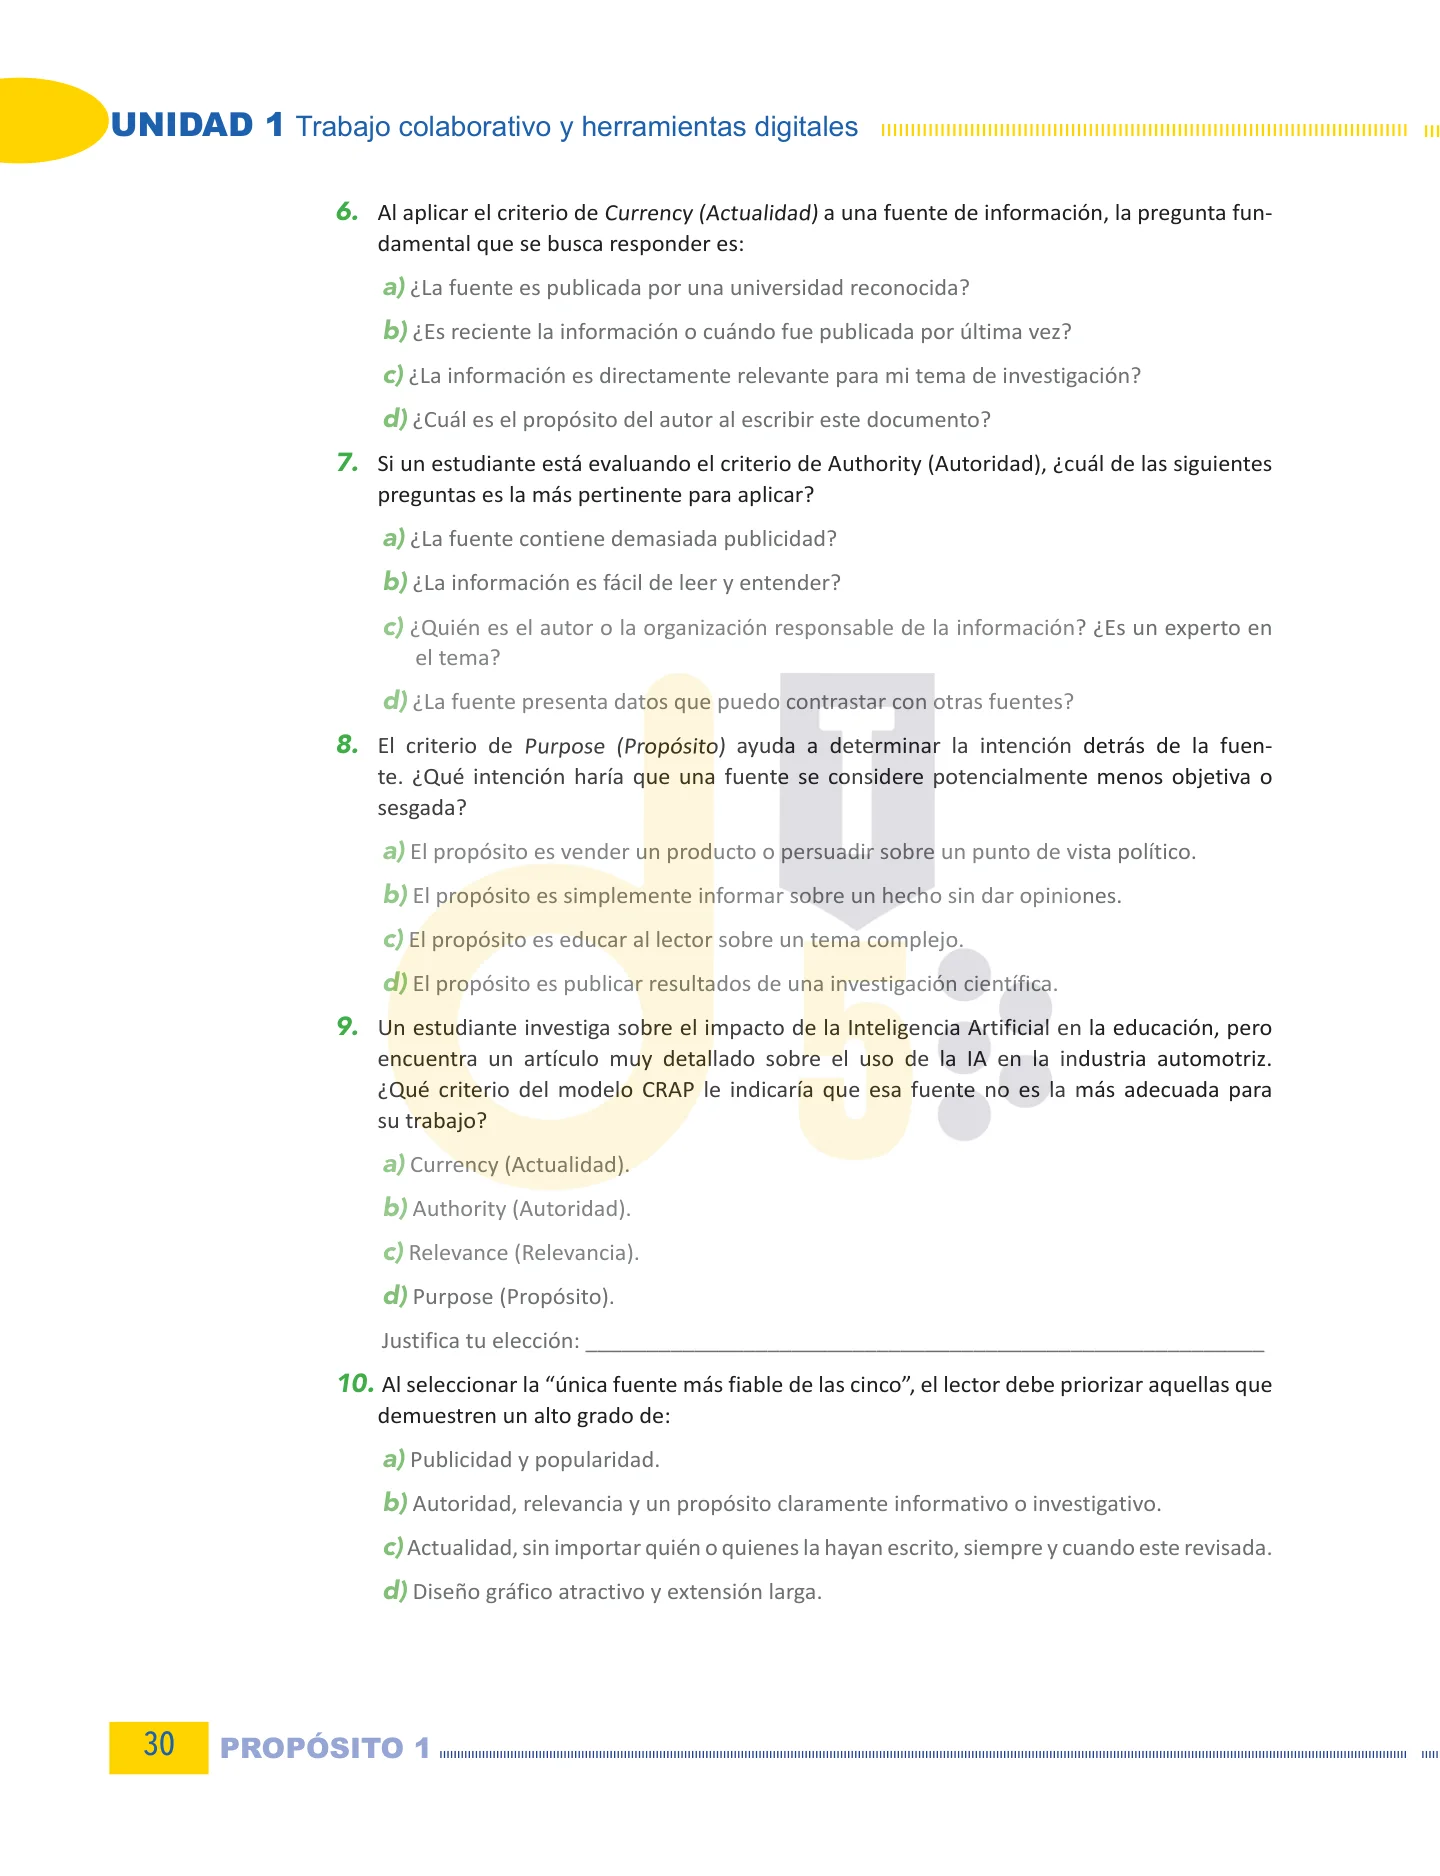 UNIDAD 1 Trabajo colaborativo y herramientas digitales
6. Al aplicar el criterio de Currency (Actualidad) a una fuente de información, la pregunta fun-
damental que se busca responder es:
a) ¿La fuente es publicada por una universidad reconocida?
b) ¿Es reciente la información o cuándo fue publicada por última vez?
c) ¿La información es directamente relevante para mi tema de investigación?
d) ¿Cuál es el propósito del autor al escribir este documento?
7. Si un estudiante está evaluando el criterio de Authority (Autoridad), ¿cuál de las siguientes
preguntas es la más pertinente para aplicar?
a) ¿La fuente contiene demasiada publicidad?
b) ¿La información es fácil de leer y entender?
c) ¿Quién es el autor o la organización responsable de la información? ¿Es un experto en
el tema?
d) ¿La fuente presenta datos que puedo contrastar con otras fuentes?
8. El criterio de Purpose (Propósito) ayuda a determinar la intención detrás de la fuen-
te. ¿Qué intención haría que una fuente se considere potencialmente menos objetiva o
sesgada?
a) El propósito es vender un producto o persuadir sobre un punto de vista político.
b) El propósito es simplemente informar sobre un hecho sin dar opiniones.
c) El propósito es educar al lector sobre un tema complejo.
d) El propósito es publicar resultados de una investigación científica.
9. Un estudiante investiga sobre el impacto de la Inteligencia Artificial en la educación, pero
encuentra un artículo muy detallado sobre el uso de la IA en la industria automotriz.
¿Qué criterio del modelo CRAP le indicaría que esa fuente no es la más adecuada para
su trabajo?
a) Currency (Actualidad).
b) Authority (Autoridad).
c) Relevance (Relevancia).
d) Purpose (Propósito).
Justifica tu elección: ________________________________________________________
10. Al seleccionar la “única fuente más fiable de las cinco”, el lector debe priorizar aquellas que
demuestren un alto grado de:
a) Publicidad y popularidad.
b) Autoridad, relevancia y un propósito claramente informativo o investigativo.
c) Actualidad, sin importar quién o quienes la hayan escrito, siempre y cuando este revisada.
d) Diseño gráfico atractivo y extensión larga.
d T 5
30 PROPÓSITO 1